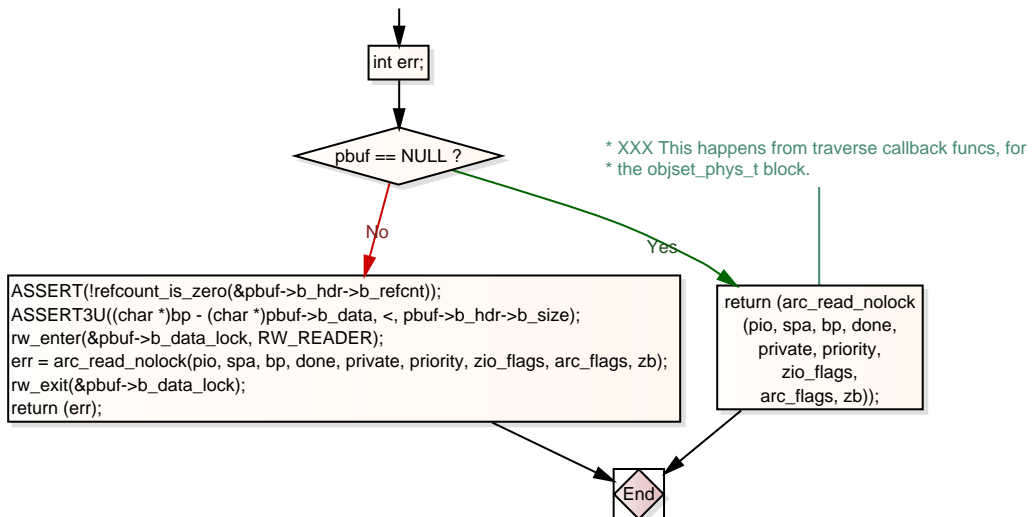 int err;
pbuf == NULL ?
* XXX This happens from traverse callback funcs, for
* the objset_phys_t block.
No
Yes
ASSERT(!refcount_is_zero(&pbuf->b_hdr->b_refcnt));
ASSERT3U((char *)bp - (char *)pbuf->b_data, <, pbuf->b_hdr->b_size);
rw_enter(&pbuf->b_data_lock, RW_READER);
err = arc_read_nolock(pio, spa, bp, done, private, priority, zio_flags, arc_flags, zb);
rw_exit(&pbuf->b_data_lock);
return (err);
return (arc_read_nolock
(pio, spa, bp, done,
private, priority,
zio_flags,
arc_flags, zb));
End